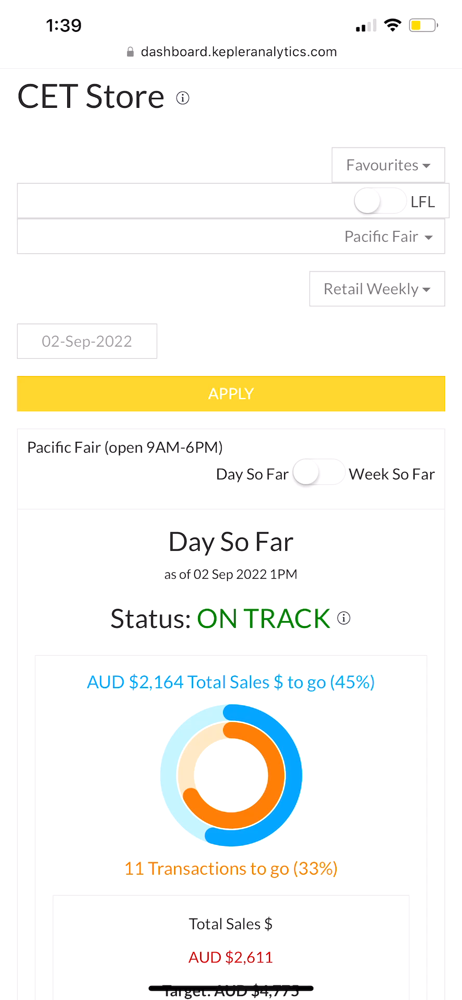 1:39
dashboard.kepleranalytics.com
CET Store
Favourites
LFL
Pacific Fair
Retail Weekly
02-Sep-2022
APPLY
Pacific Fair (open 9AM-6PM)
Day So Far Week So Far
Day So Far
as of 02 Sep 2022 1PM
Status: ON TRACK
AUD $2,164 Total Sales $ to go (45%)
11 Transactions to go (33%)
Total Sales $
AUD $2,611
Target: AUD $4,775